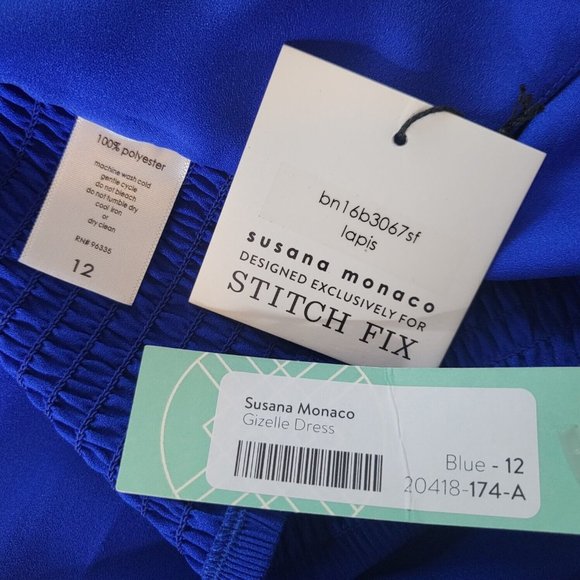 100% polyester
machine wash cold
gentle cycle
do not bleach
do not tumble dry
cool iron
or
dry clean
RN# 96335
12
bn16b3067sf
lapis
susana monaco
DESIGNED EXCLUSIVELY FOR
STITCH FIX
Susana Monaco
Gizelle Dress
Blue - 12
20418-174-A